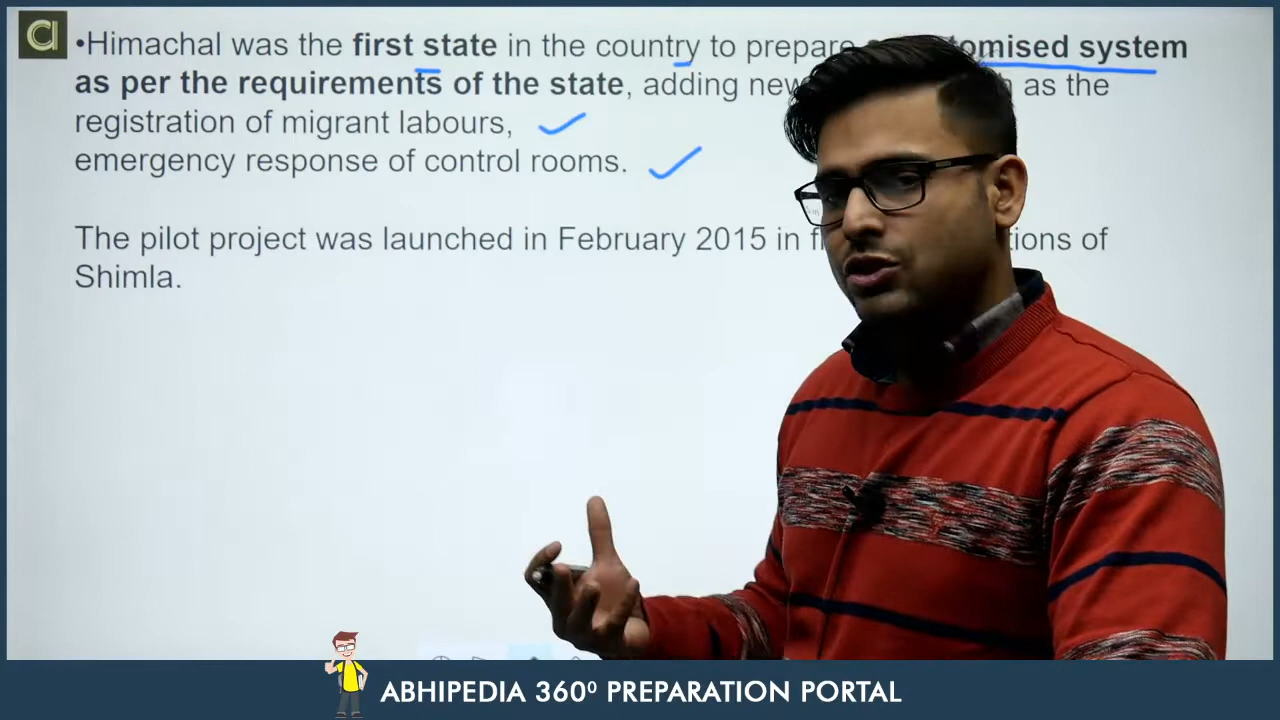 •Himachal was the first state in the country to prepare system
as per the requirements of the state, adding new as the
registration of migrant labours,
emergency response of control rooms.
The pilot project was launched in February 2015 in of
Shimla.
ABHIPEDIA 360⁰ PREPARATION PORTAL